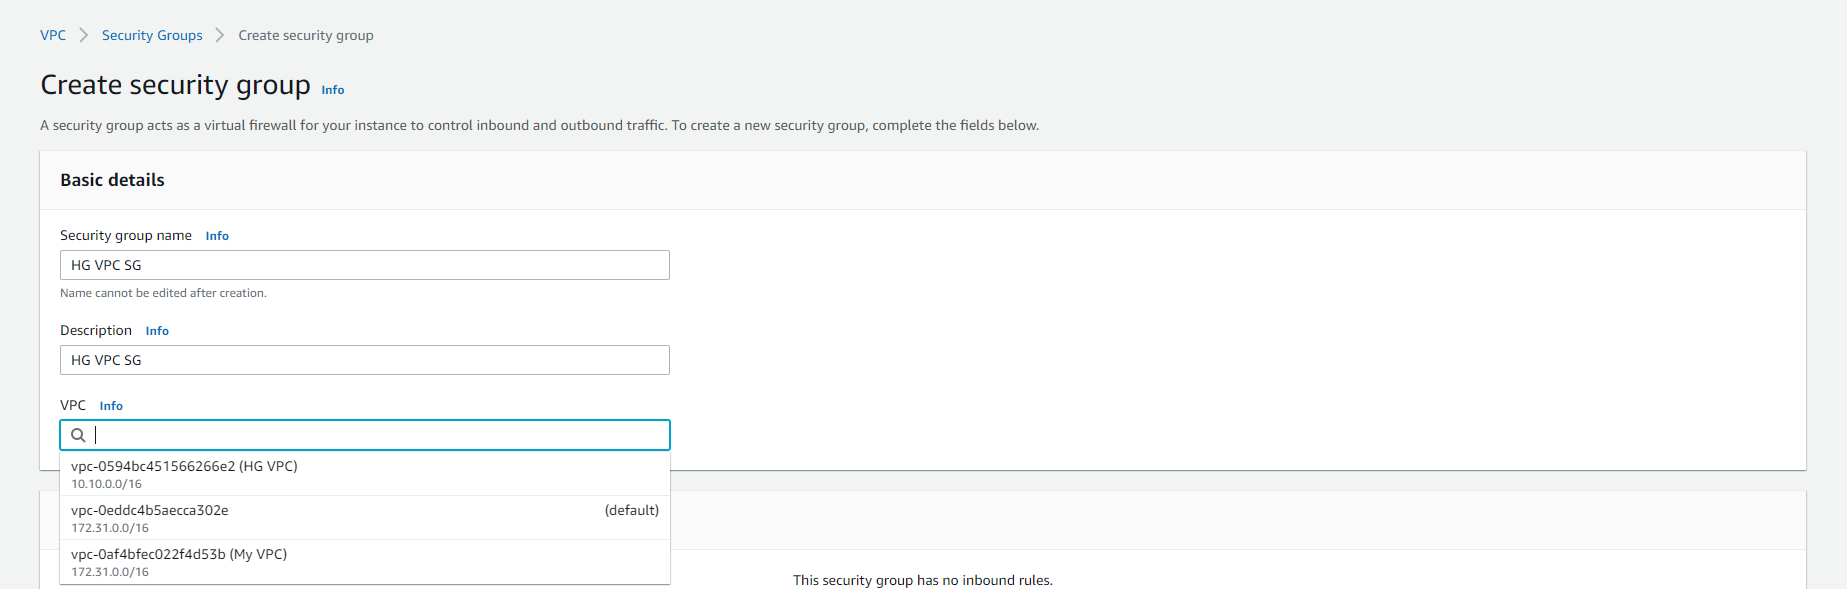 VPC > Security Groups > Create security group
Create security group Info
A security group acts as a virtual firewall for your instance to control inbound and outbound traffic. To create a new security group, complete the fields below.
Basic details
Security group name Info
HG VPC SG
Name cannot be edited after creation.
Description Info
HG VPC SG
VPC Info
vpc-0594bc451566266e2 (HG VPC)
10.10.0.0/16
vpc-0eddc4b5aecca302e (default)
172.31.0.0/16
vpc-0af4bfec022f4d53b (My VPC)
172.31.0.0/16
This security group has no inbound rules.